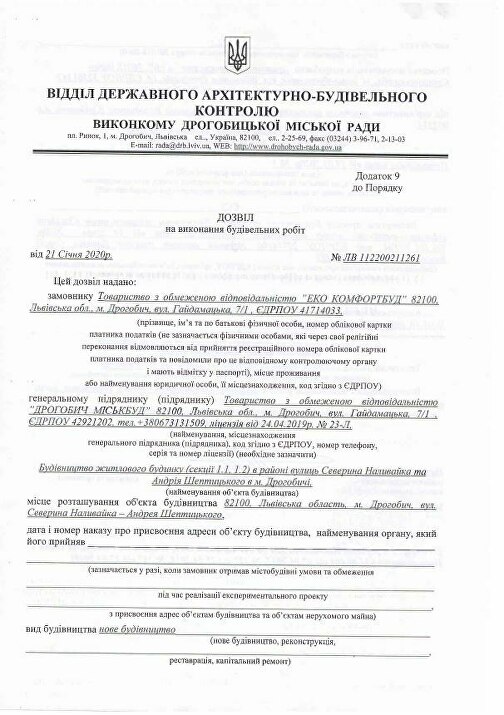 ВІДДІЛ ДЕРЖАВНОГО АРХІТЕКТУРНО-БУДІВЕЛЬНОГО
КОНТРОЛЮ
ВИКОНКОМУ ДРОГОБИЦЬКОЇ МІСЬКОЇ РАДИ
пл. Ринок, 1, м. Дрогобич, Львівська ел.., Україна, 82100, ел.. 2-25-69, факс (03244) 3-96-71, 2-13-03
E-mail: rada@drb.lviv.ua, WEB: http://www.drohobych-rada.gov.ua
Додаток 9
до Порядку
ДОЗВІЛ
на виконання будівельних робіт
від 21 Січня 2020р. № ЛВ 112200211261
Цей дозвіл надано:
замовнику Товариство з обмеженою відповідальністю "ЕКО КОМФОРТБУД" 82100,
Львівська обл., м. Дрогобич, вул. Гайдамацька, 7/1 , ЄДРПОУ 41714033.
(прізвище, ім'я та по батькові фізичної особи, номер облікової картки
платника податків (не зазначається фізичними особами, які через свої релігійні
переконання відмовляються від прийняття реєстраційного номера облікової картки
платника податків та повідомили про це відповідному контролюючому органу
і мають відмітку у паспорті), місце проживання
або найменування юридичної особи, її місцезнаходження, код згідно з ЄДРПОУ)
генеральному підряднику (підряднику) Товариство з обмеженою відповідальністю
"ДРОГОБИЧ МІСЬКБУД" 82100, Львівська обл., м. Дрогобич, вул. Гайдамацька, 7/1 ,
ЄДРПОУ 42921202, тел.+380673131509, ліцензія від 24.04.2019р. № 23-Л.
(найменування, місцезнаходження
генерального підрядника (підрядника), код згідно з ЄДРПОУ, номер телефону,
серія та номер ліцензії) (необхідне зазначити)
Будівництво житлового будинку (секції 1.1, 1.2) в районі вулиць Северина Наливайка та
Андрія Шептицького в м. Дрогобичі.
(найменування об'єкта будівництва)
місце розташування об'єкта будівництва 82100, Львівська область, м. Дрогобич, вул.
Северина Наливайка – Андрея Шептицького.
дата і номер наказу про присвоєння адреси об'єкту будівництва, найменування органу, який
його прийняв
(зазначається у разі, коли замовник отримав містобудівні умови та обмеження
під час реалізації експериментального проекту
з присвоєння адрес об'єктам будівництва та об'єктам нерухомого майна)
вид будівництва нове будівництво
(нове будівництво, реконструкція,
реставрація, капітальний ремонт)